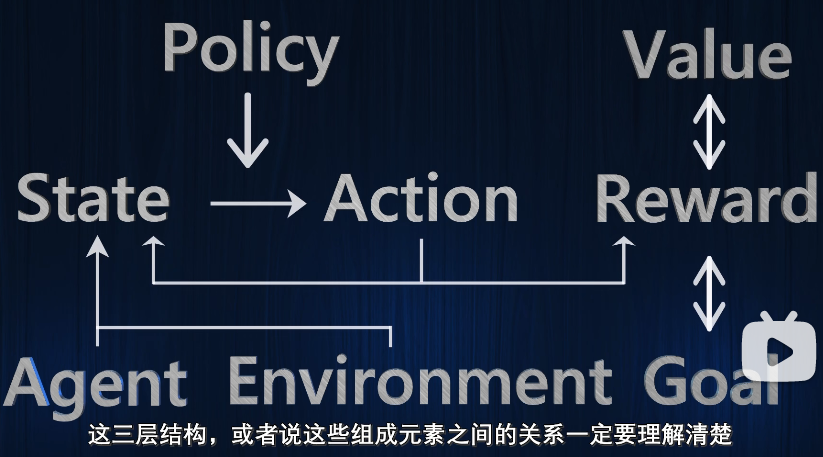 Policy Value
State Action Reward
Agent Environment Goal
这三层结构，或者说这些组成元素之间的关系一定要理解清楚